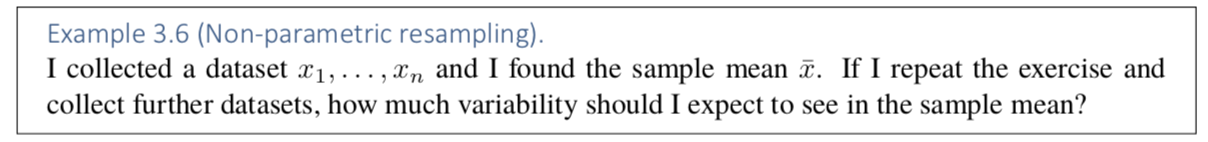 Example 3.6 (Non-parametric resampling).
I collected a dataset x₁, . . . , xₙ and I found the sample mean x̄. If I repeat the exercise and
collect further datasets, how much variability should I expect to see in the sample mean?